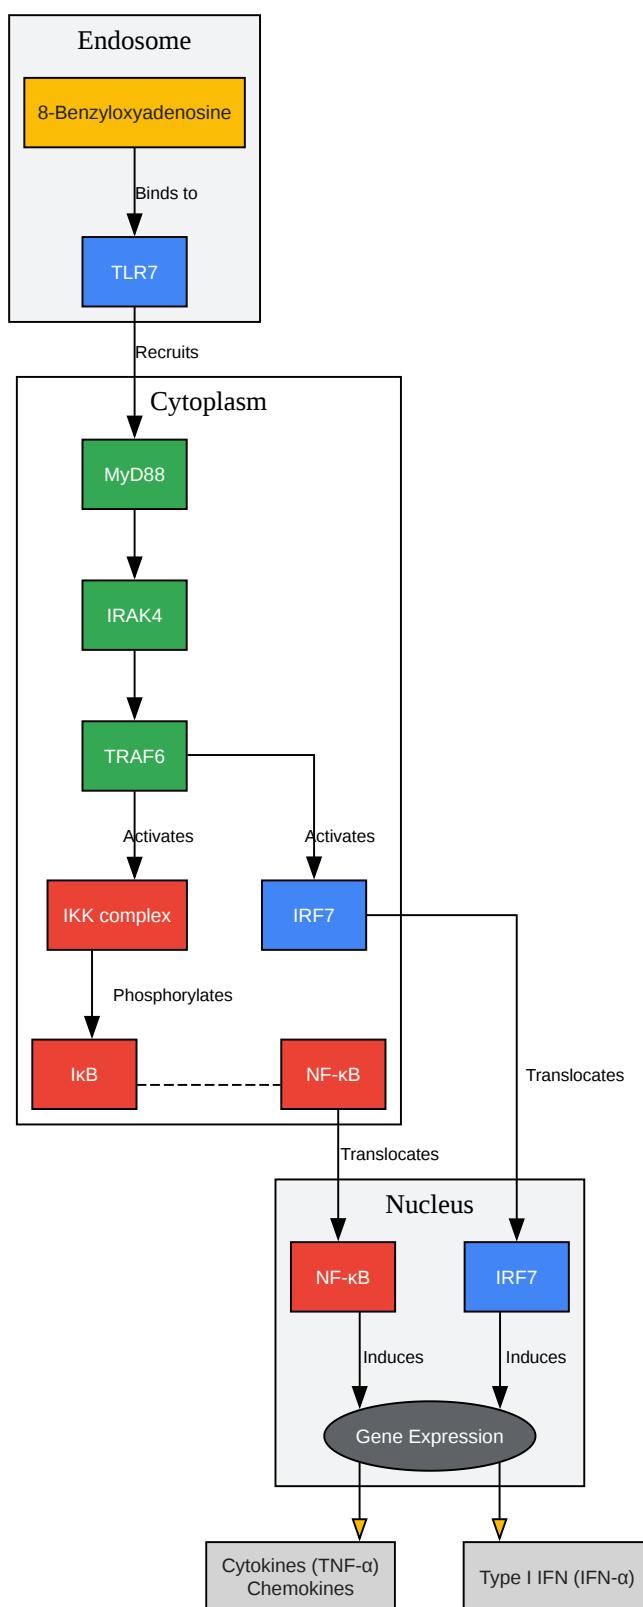 Endosome
8-Benzyloxyadenosine
Binds to
TLR7
Recruits
Cytoplasm
MyD88
IRAK4
TRAF6
Activates
Activates
IKK complex
IRF7
Phosphorylates
IκB
NF-κB
Translocates
Translocates
Nucleus
NF-κB
IRF7
Induces
Induces
Gene Expression
Cytokines (TNF-α)
Chemokines
Type I IFN (IFN-α)